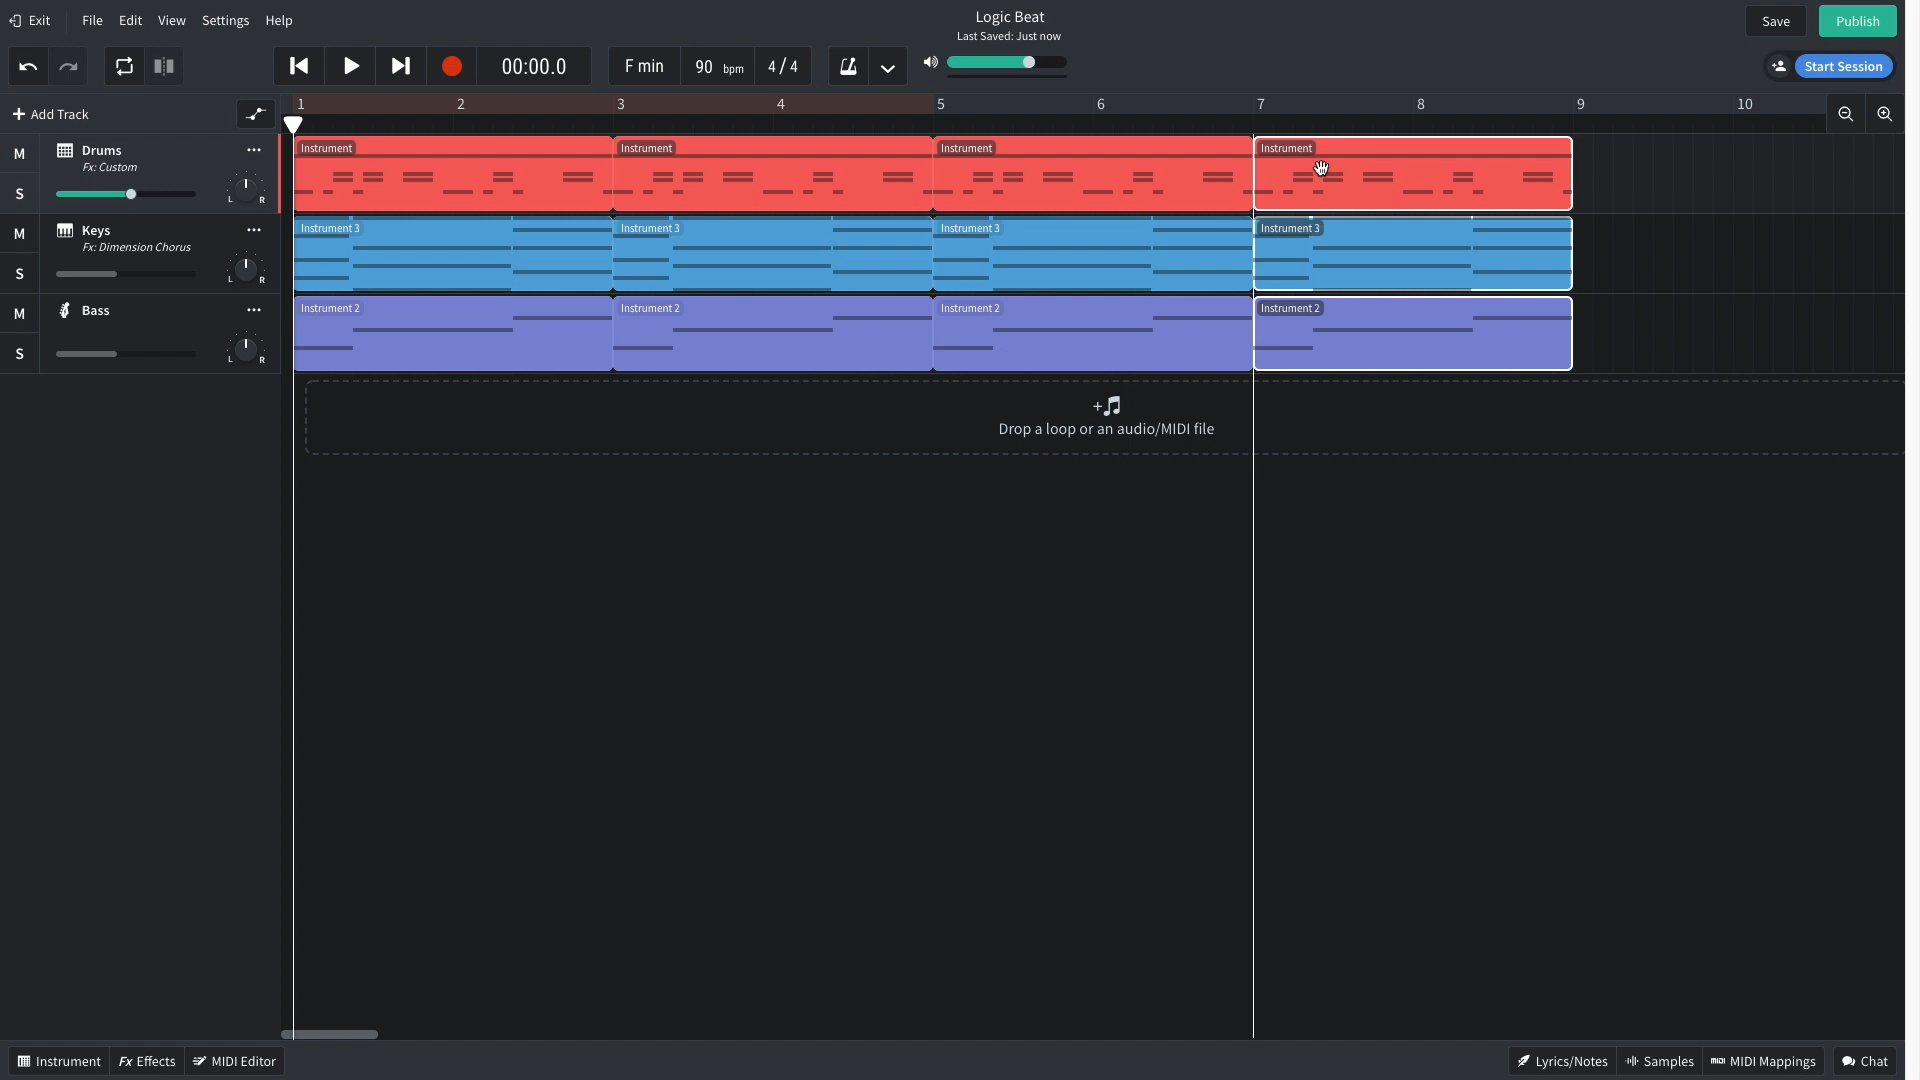 Exit
File
Edit
View
Settings
Help
Logic Beat
Last Saved: Just now
Save
Publish
00:00.0
F min
90 bpm
4 / 4
Start Session
+ Add Track
1 2 3 4 5 6 7 8 9 10
M
S
Drums
Fx: Custom
L R
Instrument Instrument Instrument Instrument
M
S
Keys
Fx: Dimension Chorus
L R
Instrument 3 Instrument 3 Instrument 3 Instrument 3
M
S
Bass
L R
Instrument 2 Instrument 2 Instrument 2 Instrument 2
Drop a loop or an audio/MIDI file
Instrument
Fx Effects
MIDI Editor
Lyrics/Notes
Samples
MIDI MIDI Mappings
Chat